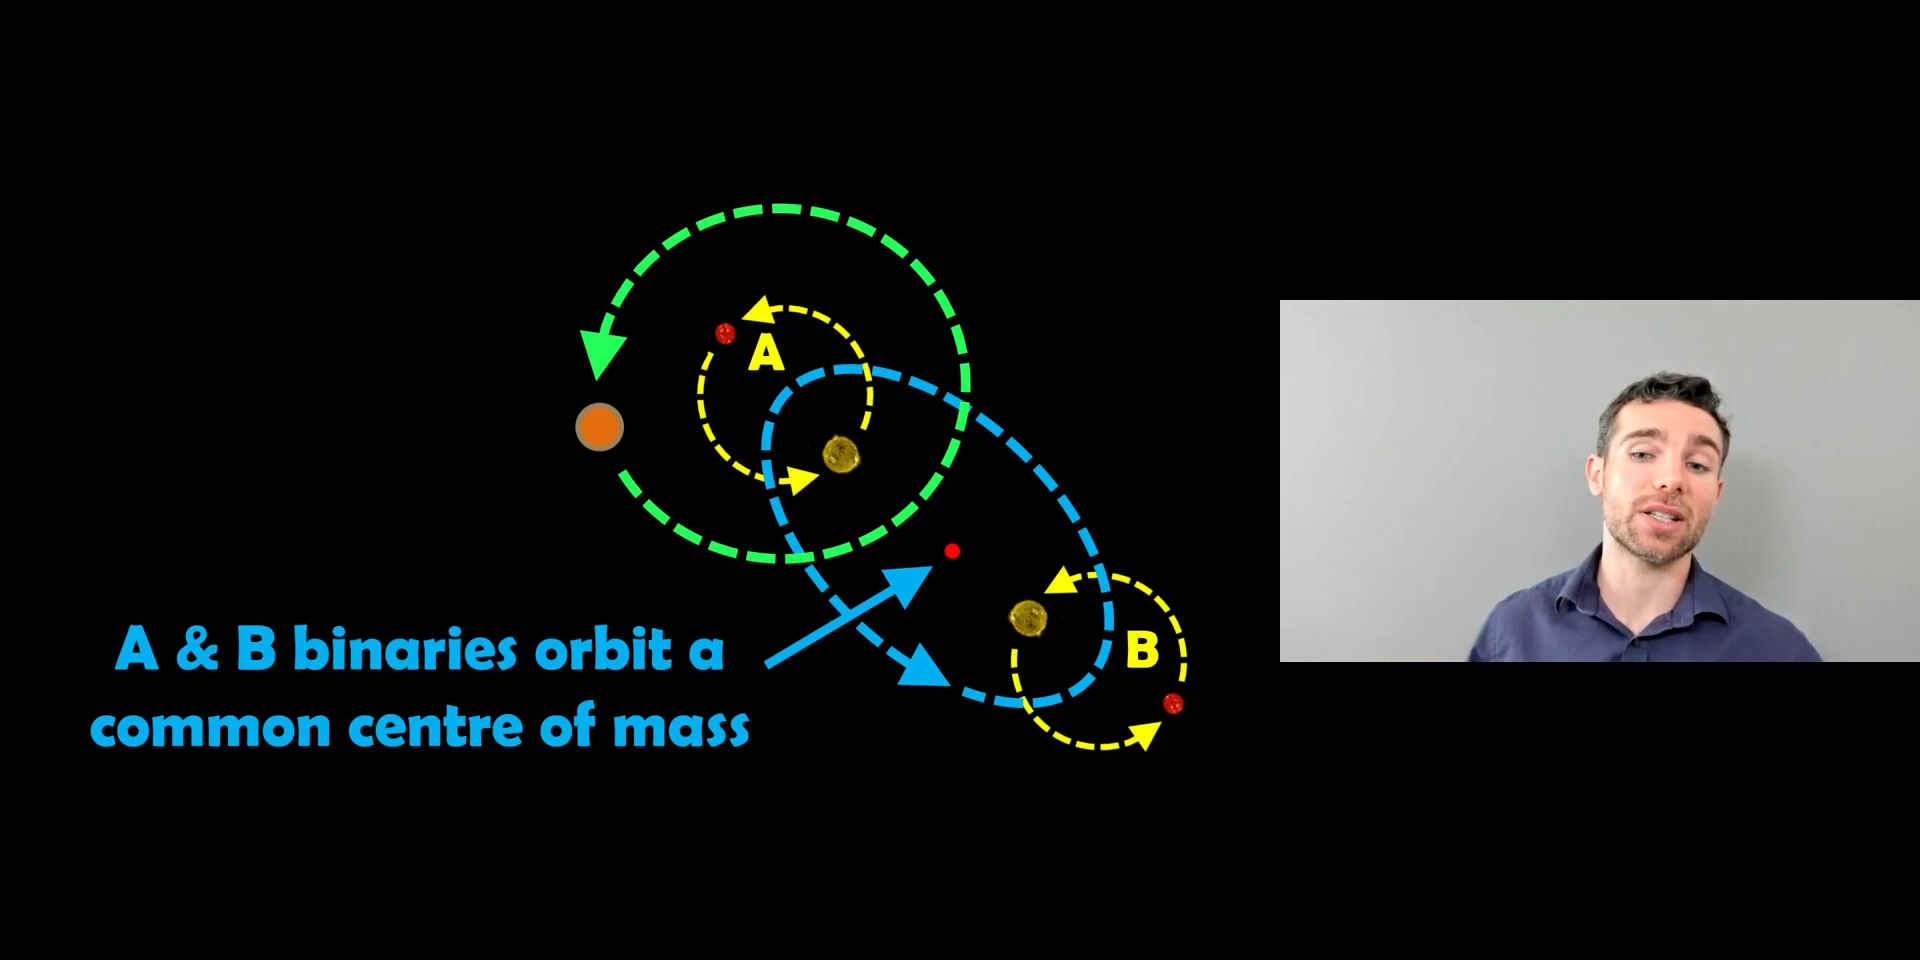 A
A & B binaries orbit a
common centre of mass
B